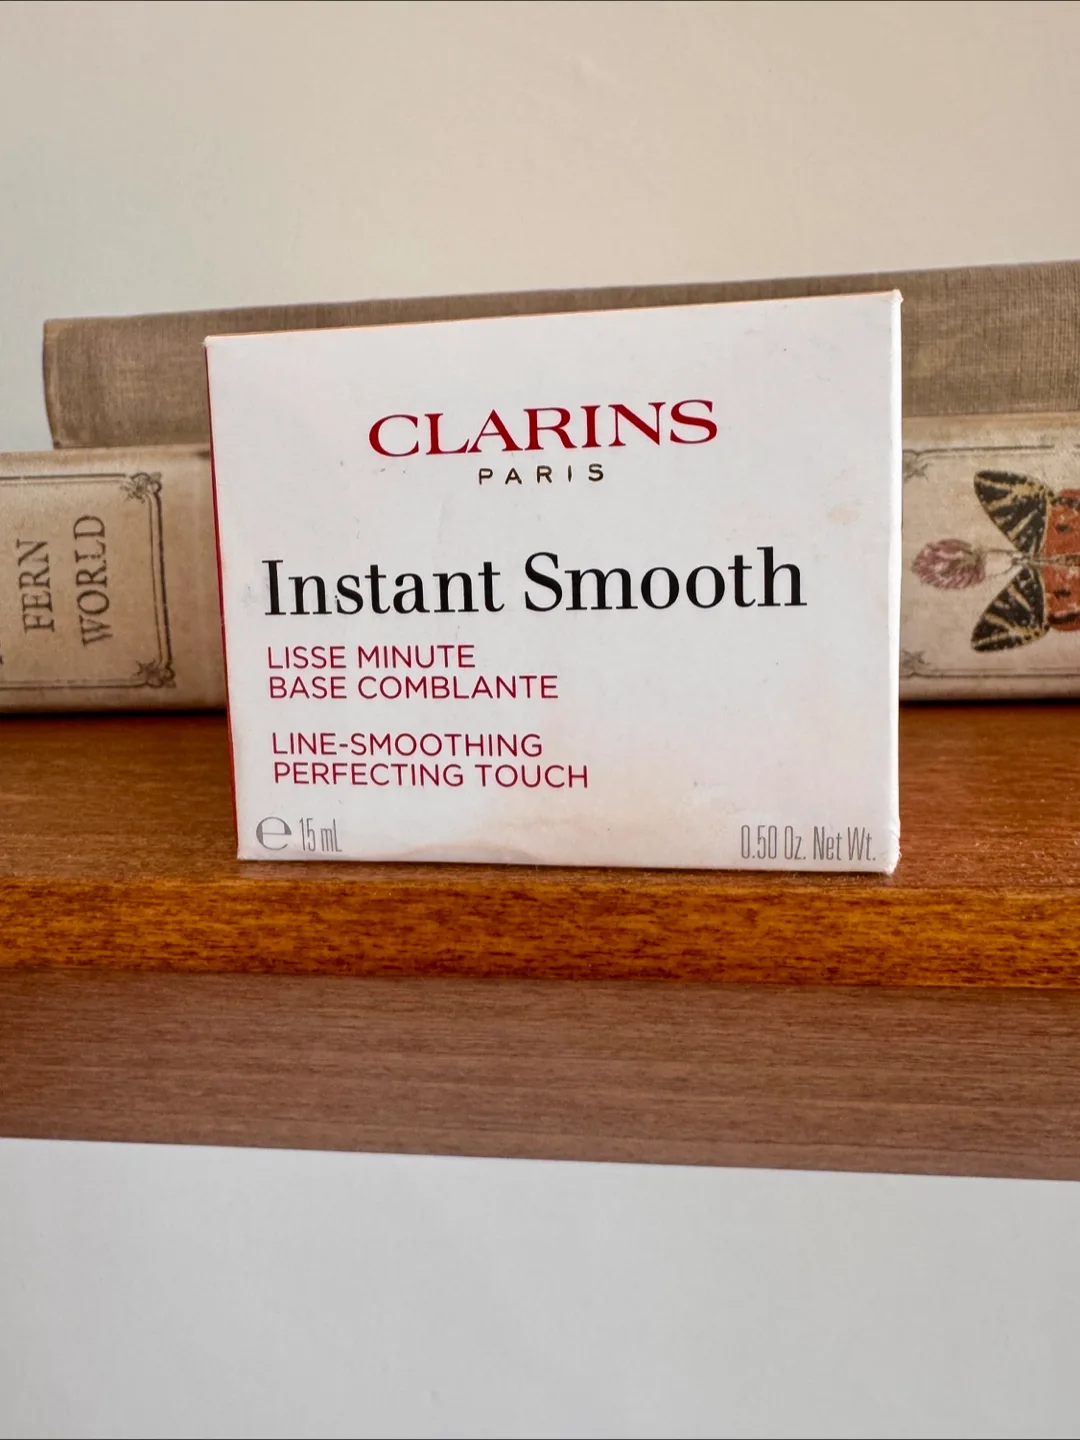 CLARINS
PARIS
Instant Smooth
LISSE MINUTE
BASE COMBLANTE
LINE-SMOOTHING
PERFECTING TOUCH
℮ 15 mL
0.50 Oz. Net Wt.
FERN
WORLD